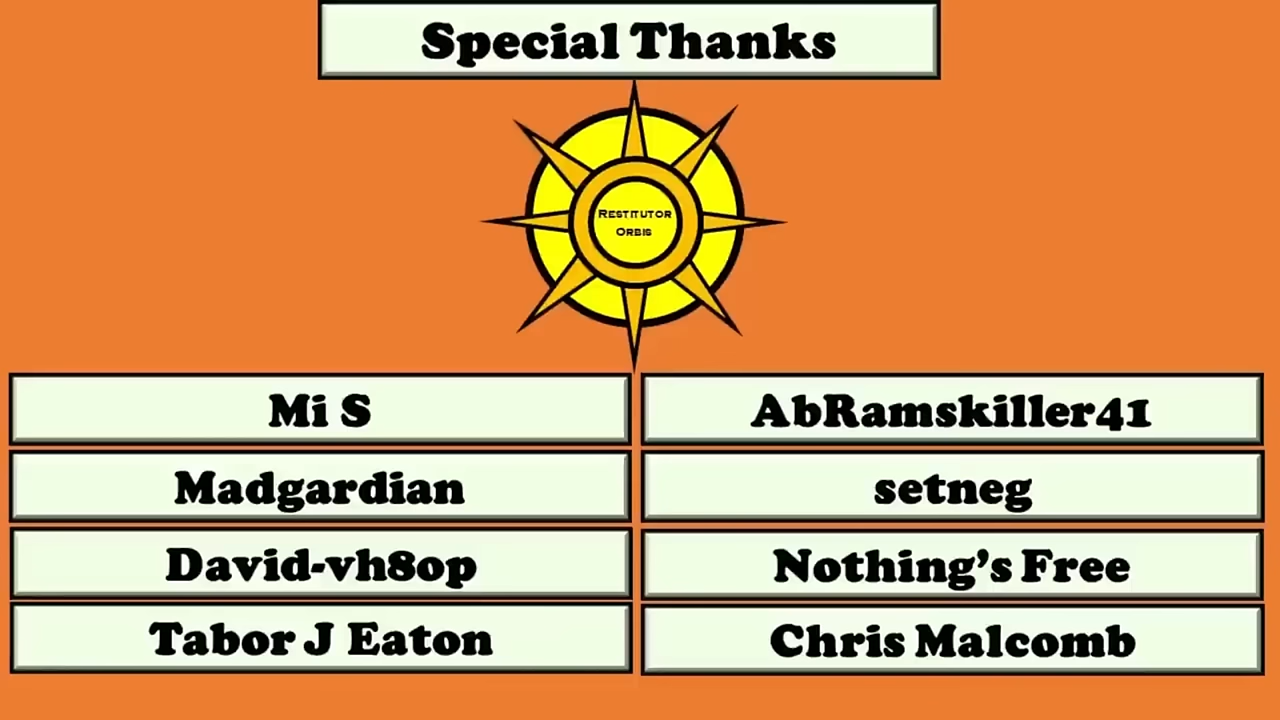 Special Thanks
Restitutor
Orbis
Mi S
AbRamskiller41
Madgardian
setneg
David-vh8op
Nothing's Free
Tabor J Eaton
Chris Malcomb